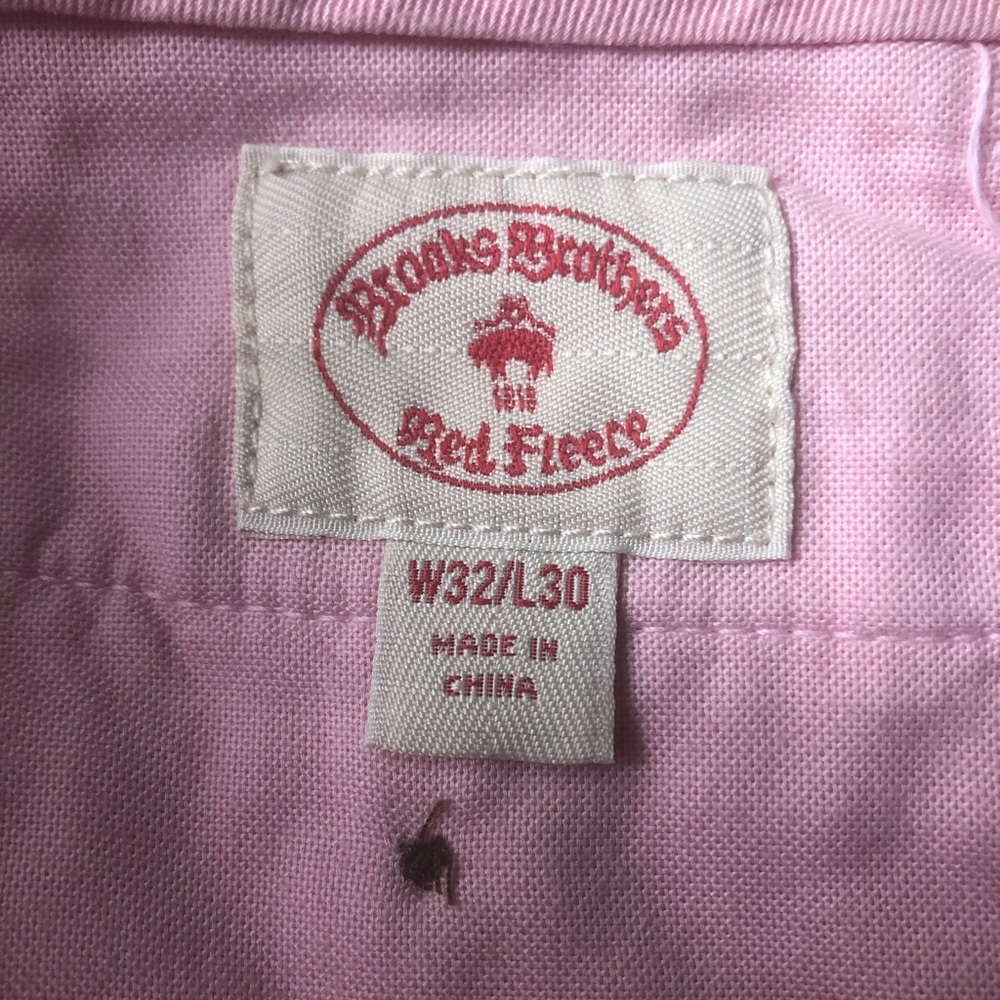 Brooks Brothers
1818
Red Fleece
W32/L30
MADE IN
CHINA